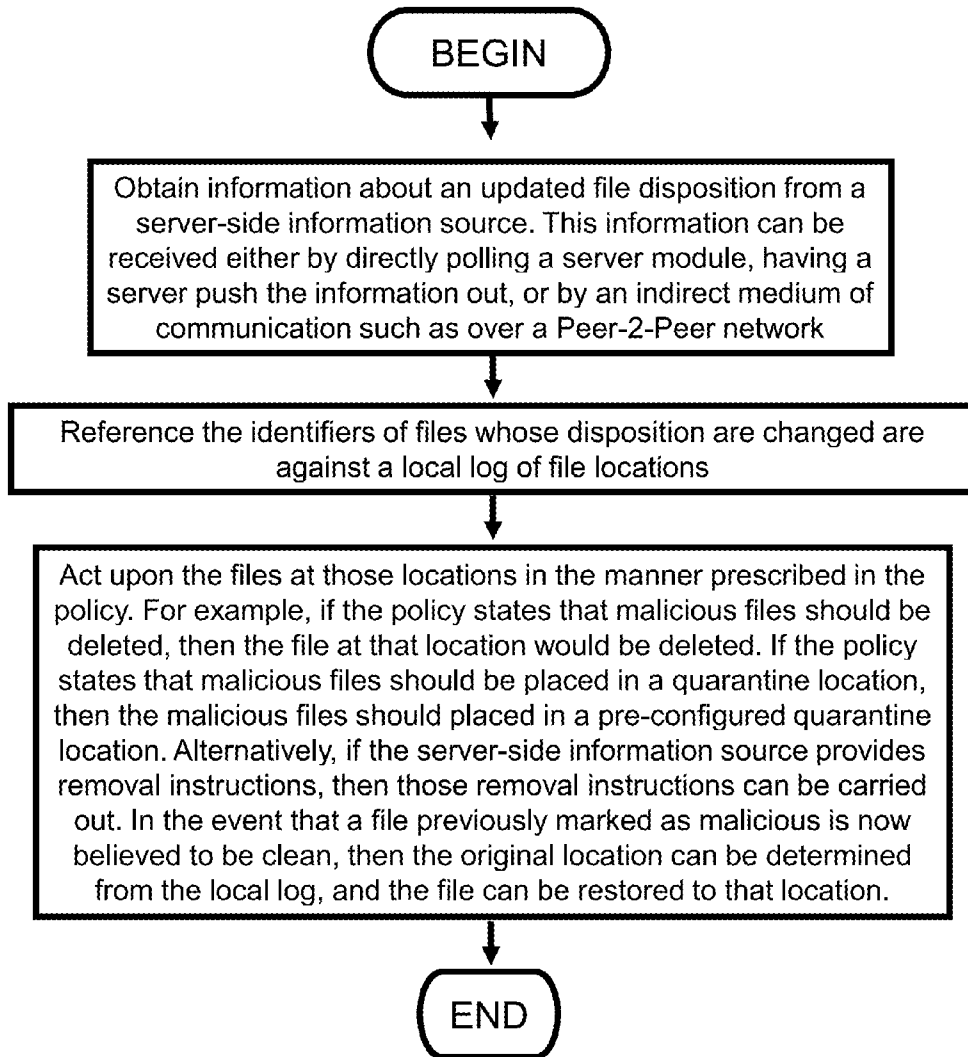 BEGIN
Obtain information about an updated file disposition from a
server-side information source. This information can be
received either by directly polling a server module, having a
server push the information out, or by an indirect medium of
communication such as over a Peer-2-Peer network
Reference the identifiers of files whose disposition are changed are
against a local log of file locations
Act upon the files at those locations in the manner prescribed in the
policy. For example, if the policy states that malicious files should be
deleted, then the file at that location would be deleted. If the policy
states that malicious files should be placed in a quarantine location,
then the malicious files should placed in a pre-configured quarantine
location. Alternatively, if the server-side information source provides
removal instructions, then those removal instructions can be carried
out. In the event that a file previously marked as malicious is now
believed to be clean, then the original location can be determined
from the local log, and the file can be restored to that location.
END